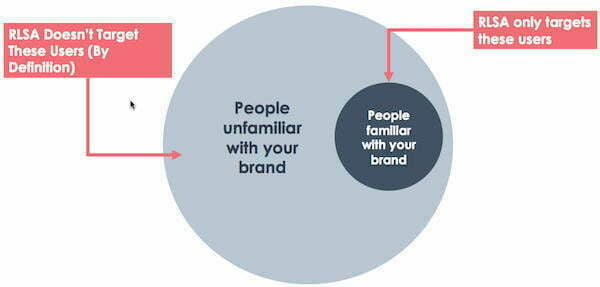 RLSA Doesn't Target
These Users (By
Definition)
RLSA only targets
these users
People
unfamiliar
with your
brand
People
familiar
with your
brand